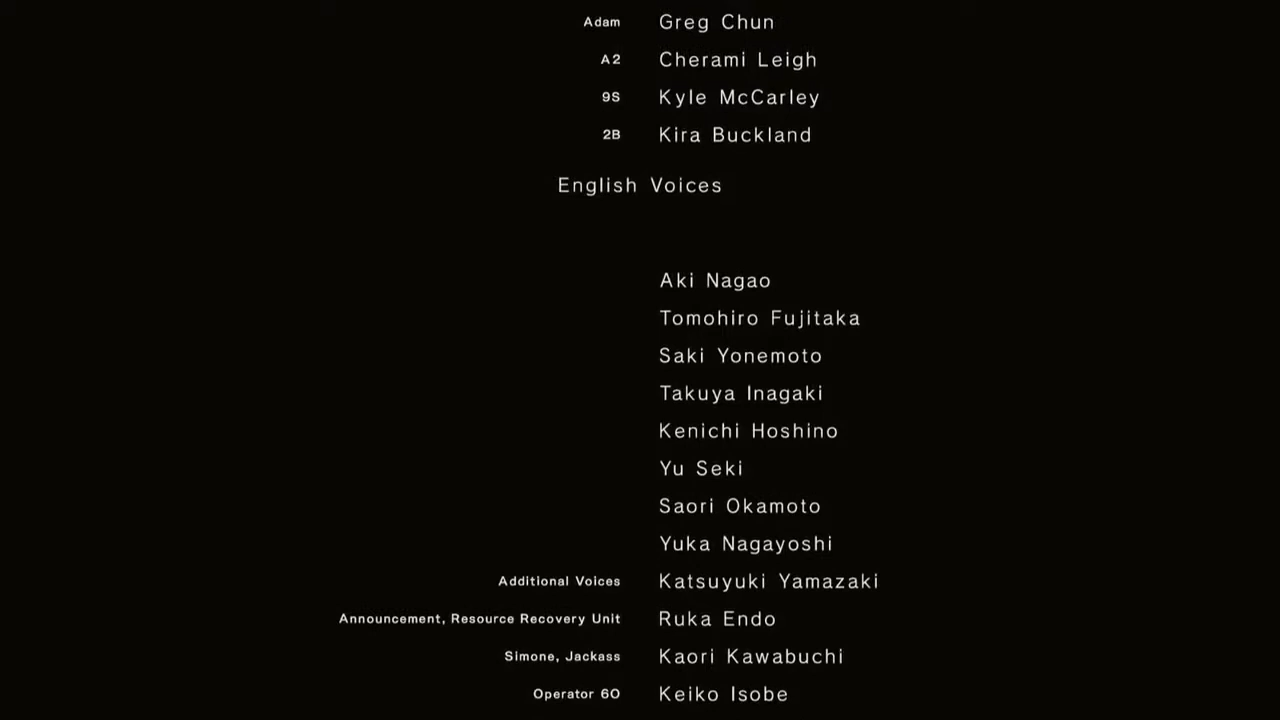 Adam Greg Chun
A2 Cherami Leigh
9S Kyle McCarley
2B Kira Buckland
English Voices
Aki Nagao
Tomohiro Fujitaka
Saki Yonemoto
Takuya Inagaki
Kenichi Hoshino
Yu Seki
Saori Okamoto
Yuka Nagayoshi
Additional Voices Katsuyuki Yamazaki
Announcement, Resource Recovery Unit Ruka Endo
Simone, Jackass Kaori Kawabuchi
Operator 6O Keiko Isobe